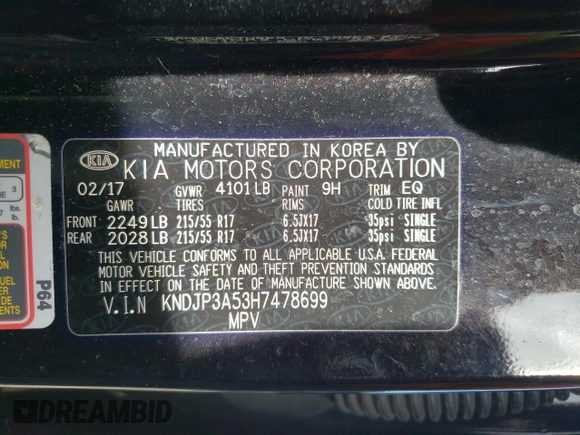 MANUFACTURED IN KOREA BY
KIA KIA MOTORS CORPORATION
02/17 GVWR 4101 LB PAINT 9H TRIM EQ
GAWR TIRES RIMS COLD TIRE INFL
FRONT 2249 LB 215/55 R17 6.5JX17 35psi SINGLE
REAR 2028 LB 215/55 R17 6.5JX17 35psi SINGLE
THIS VEHICLE CONFORMS TO ALL APPLICABLE U.S.A. FEDERAL
MOTOR VEHICLE SAFETY AND THEFT PREVENTION STANDARDS
IN EFFECT ON THE DATE OF MANUFACTURE SHOWN ABOVE.
V.I.N KNDJP3A53H7478699
MPV
3
lbs.
P64
DREAMBID